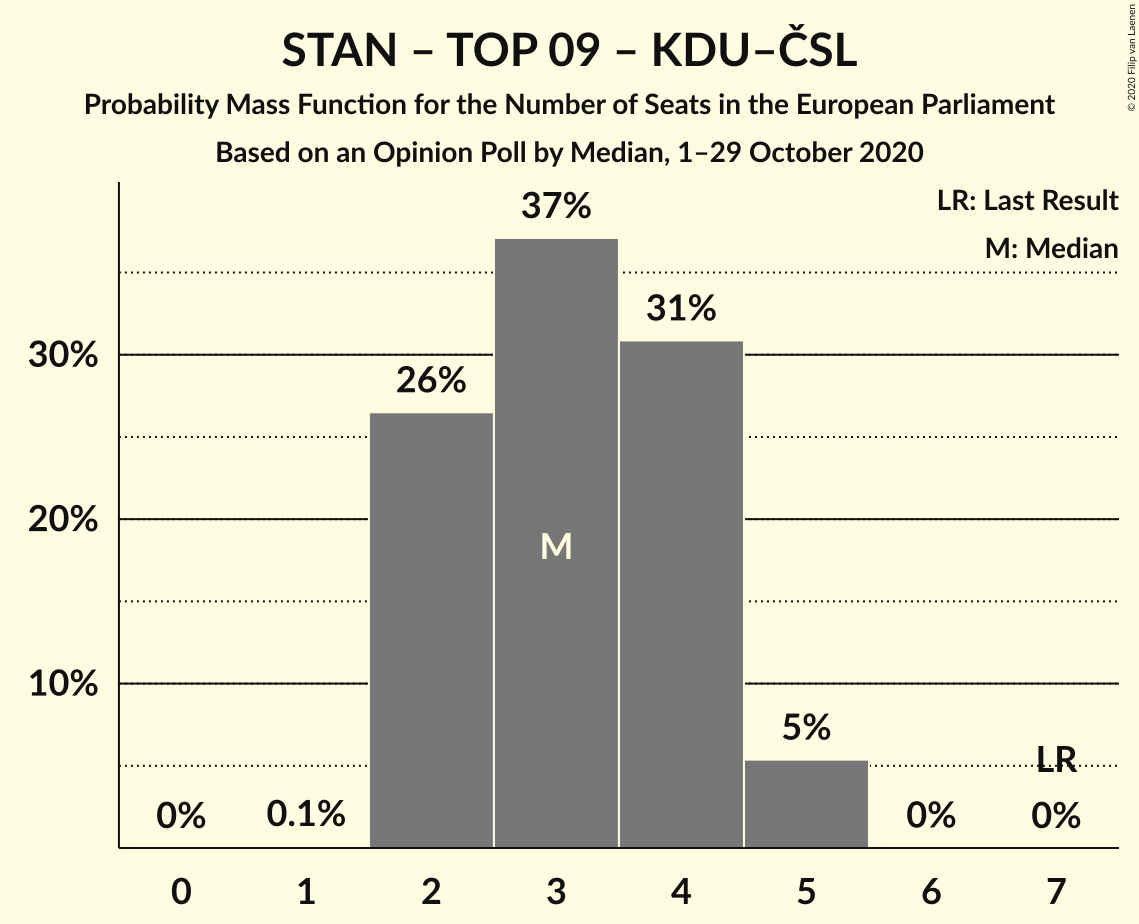 STAN – TOP 09 – KDU–ČSL
Probability Mass Function for the Number of Seats in the European Parliament
Based on an Opinion Poll by Median, 1–29 October 2020
© 2020 Filip van Laenen
LR: Last Result
M: Median
37%
31%
30%
26%
20%
M
10%
5%
LR
0%
0.1%
0%
0%
0 1 2 3 4 5 6 7